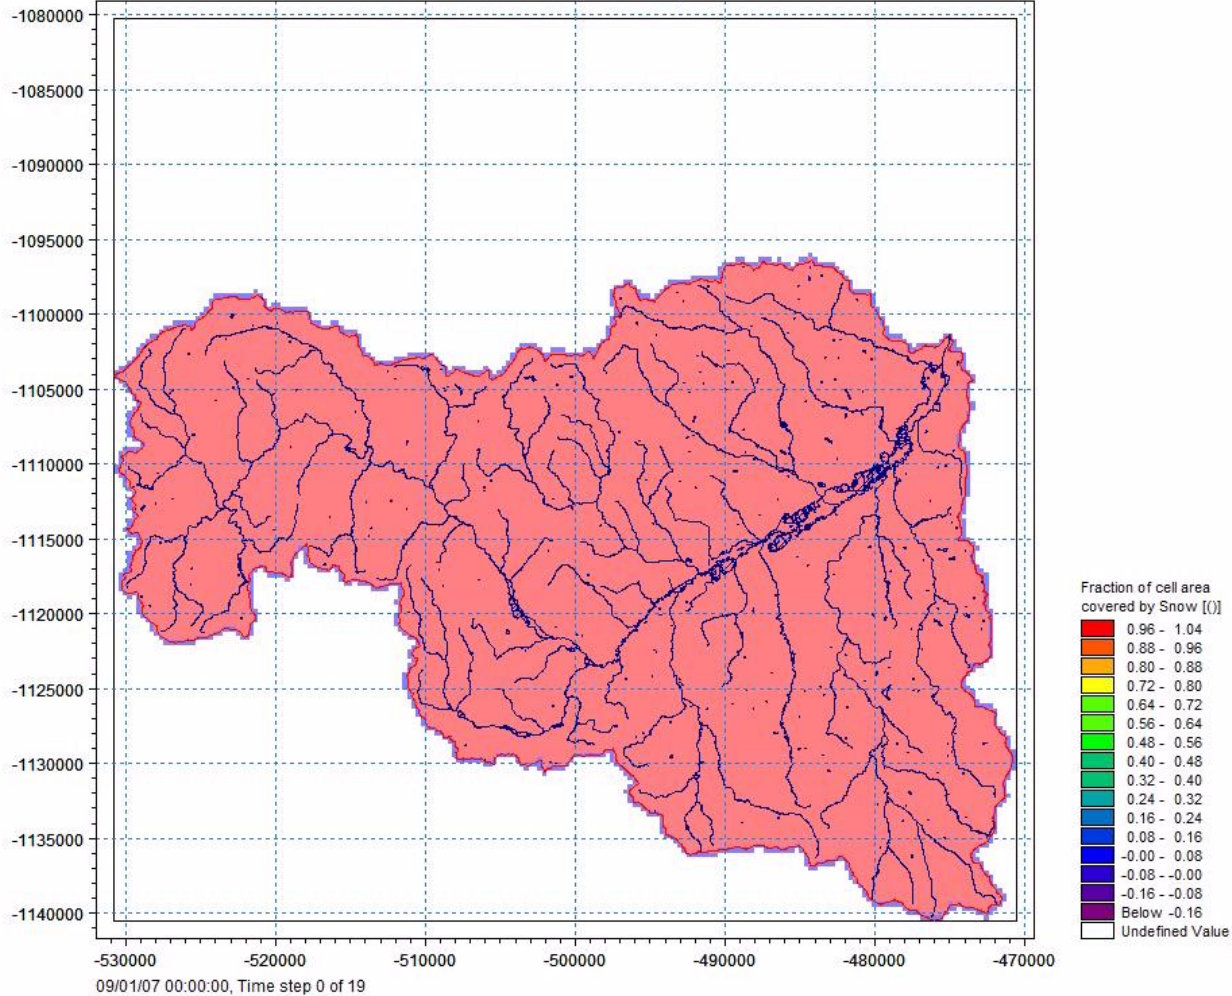 -1080000
-1085000
-1090000
-1095000
-1100000
-1105000
-1110000
-1115000
-1120000
-1125000
-1130000
-1135000
-1140000
-530000
-520000
-510000
-500000
-490000
-480000
-470000
09/01/07 00:00:00, Time step 0 of 19
Fraction of cell area
covered by Snow [()]
0.96 - 1.04
0.88 - 0.96
0.80 - 0.88
0.72 - 0.80
0.64 - 0.72
0.56 - 0.64
0.48 - 0.56
0.40 - 0.48
0.32 - 0.40
0.24 - 0.32
0.16 - 0.24
0.08 - 0.16
-0.00 - 0.08
-0.08 - -0.00
-0.16 - -0.08
Below -0.16
Undefined Value